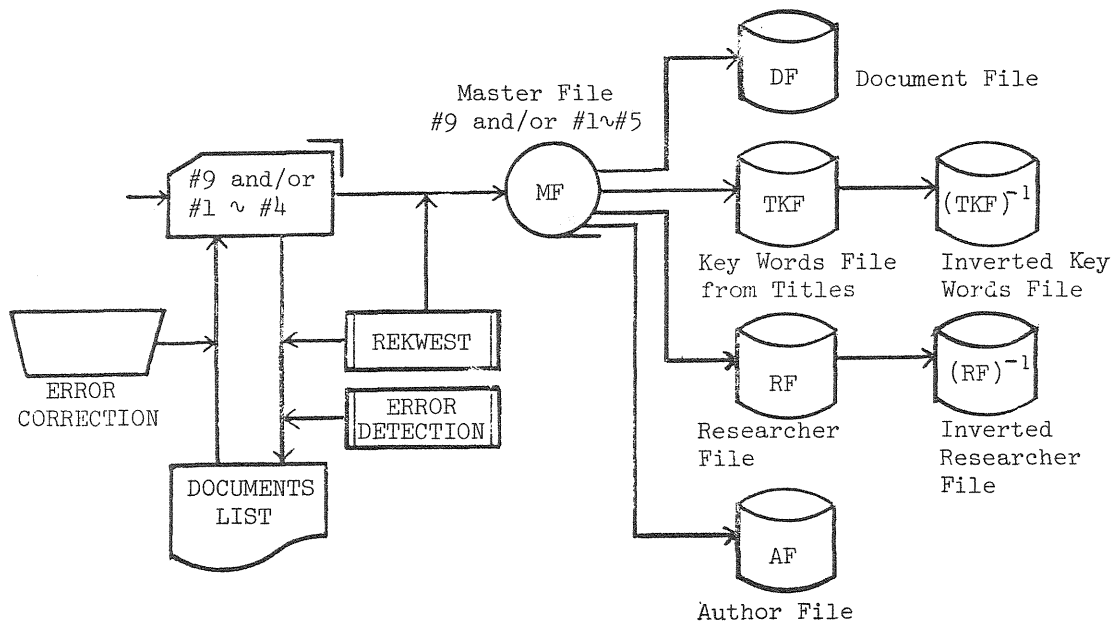 #9 and/or
#1 ~ #4
ERROR
CORRECTION
DOCUMENTS
LIST
REKWEST
ERROR
DETECTION
Master File
#9 and/or #1~#5
MF
DF
Document File
TKF
Key Words File
from Titles
(TKF)⁻¹
Inverted Key
Words File
RF
Researcher
File
(RF)⁻¹
Inverted
Researcher
File
AF
Author File